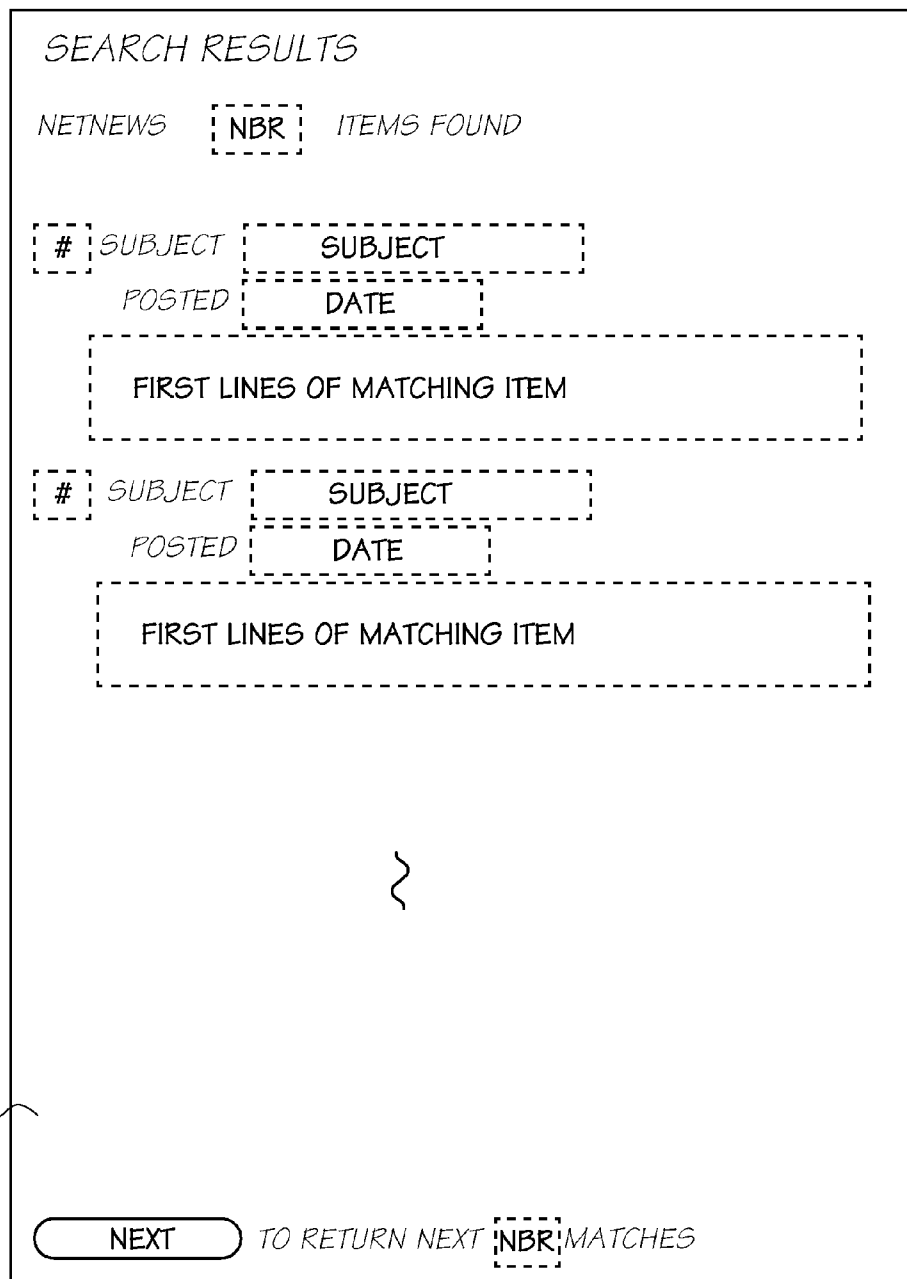 SEARCH RESULTS
NETNEWS NBR ITEMS FOUND
# SUBJECT SUBJECT
POSTED DATE
FIRST LINES OF MATCHING ITEM
# SUBJECT SUBJECT
POSTED DATE
FIRST LINES OF MATCHING ITEM
NEXT TO RETURN NEXT NBR MATCHES